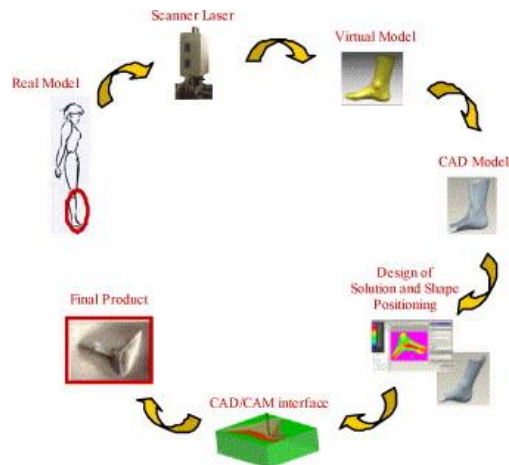 Scanner Laser
Virtual Model
Real Model
CAD Model
Design of
Solution and Shape
Positioning
Final Product
CAD/CAM interface